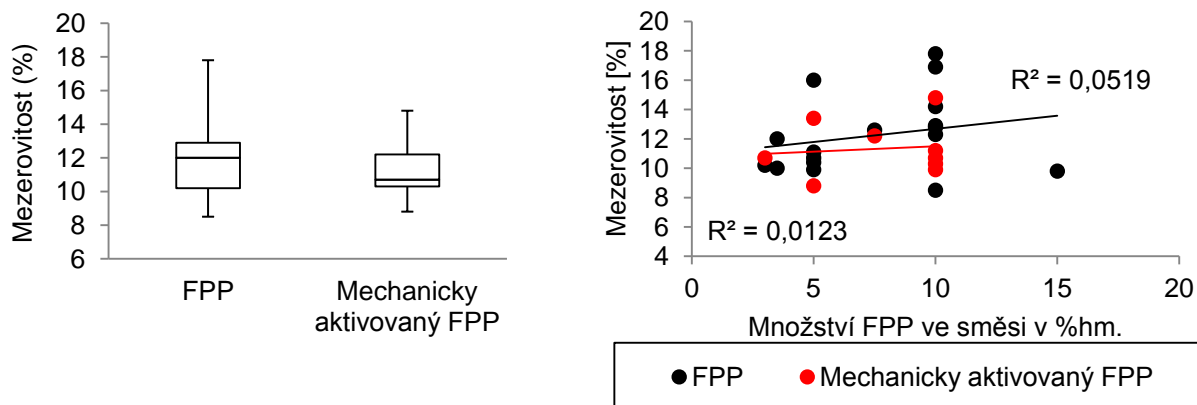 Mezerovitost (%)
20
18
16
14
12
10
8
6
FPP
Mechanicky
aktivovaný FPP
Mezerovitost [%]
20
18
16
14
12
10
8
6
4
R² = 0,0519
R² = 0,0123
0
5
10
15
20
Množství FPP ve směsi v %hm.
FPP
Mechanicky aktivovaný FPP